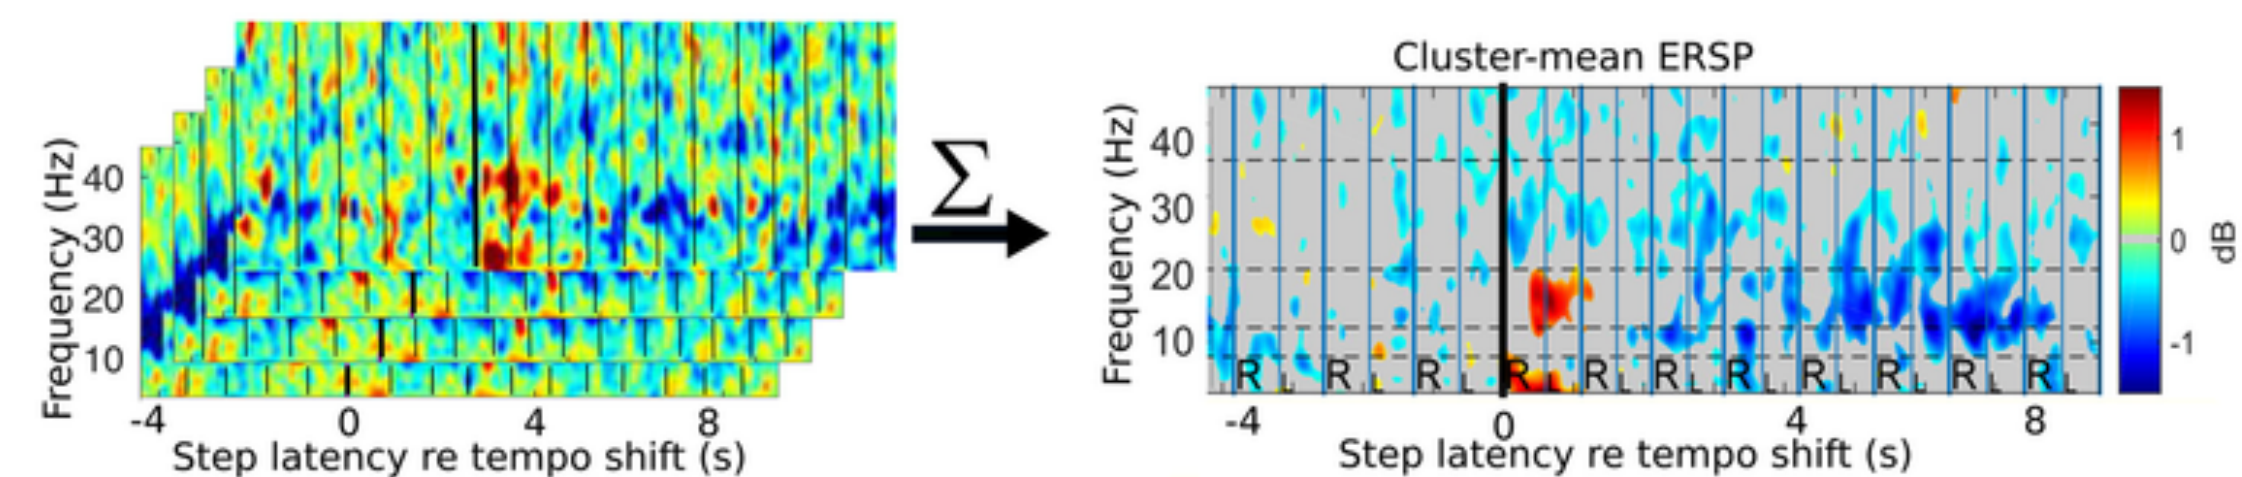 Frequency (Hz)
40
30
20
10
-4 0 4 8
Step latency re tempo shift (s)
Σ
Cluster-mean ERSP
Frequency (Hz)
40
30
20
10
R L R L R L R L R L R L R L R L R L R L R L
-4 0 4 8
Step latency re tempo shift (s)
1
0
-1
dB